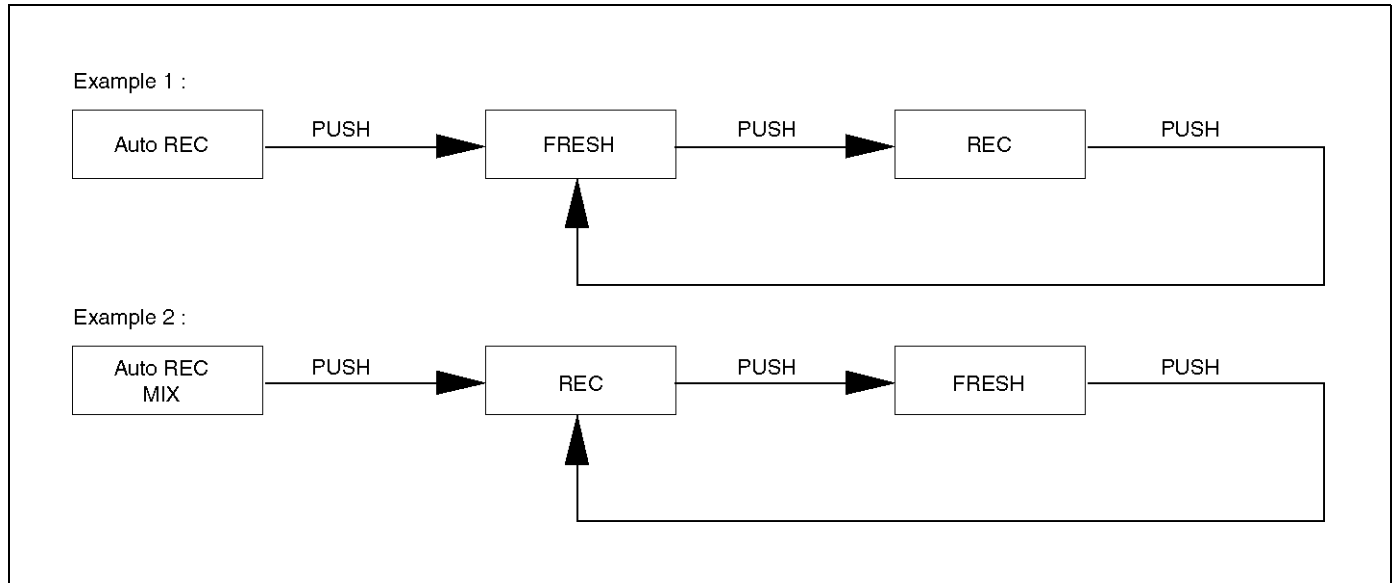 Example 1 :
Auto REC
PUSH
FRESH
PUSH
REC
PUSH
Example 2 :
Auto REC
MIX
PUSH
REC
PUSH
FRESH
PUSH